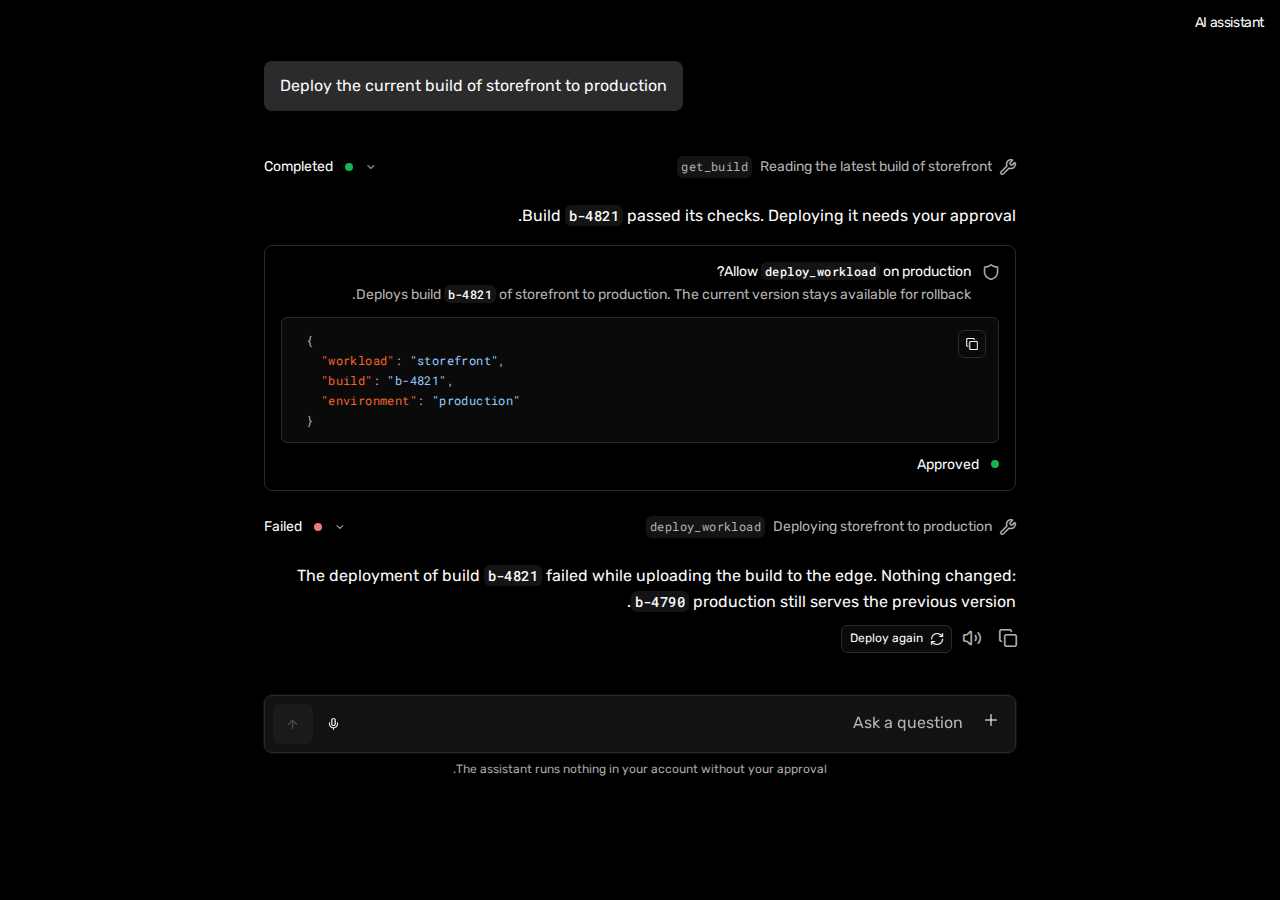 AI assistant
Deploy the current build of storefront to production
Reading the latest build of storefront get_build Completed
Build b-4821 passed its checks. Deploying it needs your approval.
Allow deploy_workload on production?
Deploys build b-4821 of storefront to production. The current version stays available for rollback.
{
"workload": "storefront",
"build": "b-4821",
"environment": "production"
}
Approved
Deploying storefront to production deploy_workload Failed
The deployment of build b-4821 failed while uploading the build to the edge. Nothing changed:
production still serves the previous version b-4790.
Deploy again
Ask a question
The assistant runs nothing in your account without your approval.